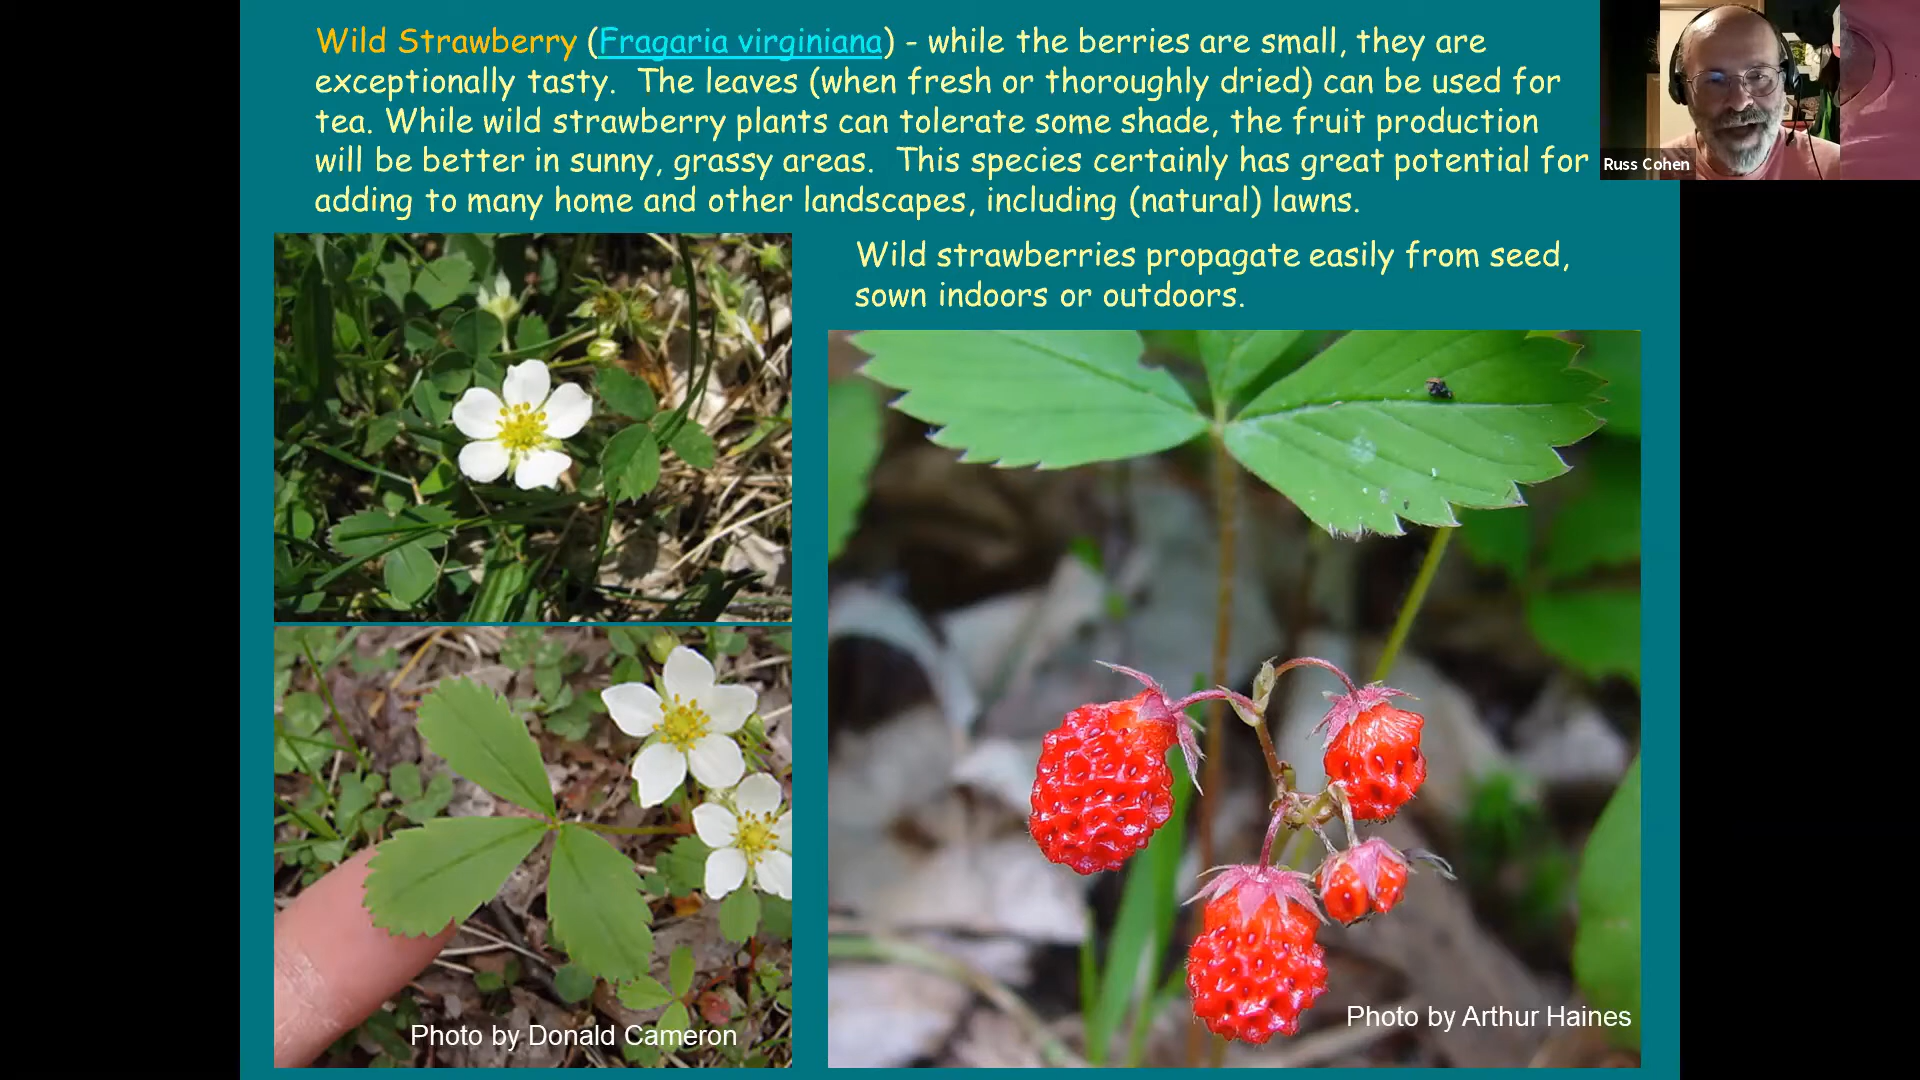 Wild Strawberry (Fragaria virginiana) - while the berries are small, they are
exceptionally tasty.  The leaves (when fresh or thoroughly dried) can be used for
tea. While wild strawberry plants can tolerate some shade, the fruit production
will be better in sunny, grassy areas.  This species certainly has great potential for
adding to many home and other landscapes, including (natural) lawns.
Russ Cohen
Wild strawberries propagate easily from seed,
sown indoors or outdoors.
Photo by Donald Cameron
Photo by Arthur Haines